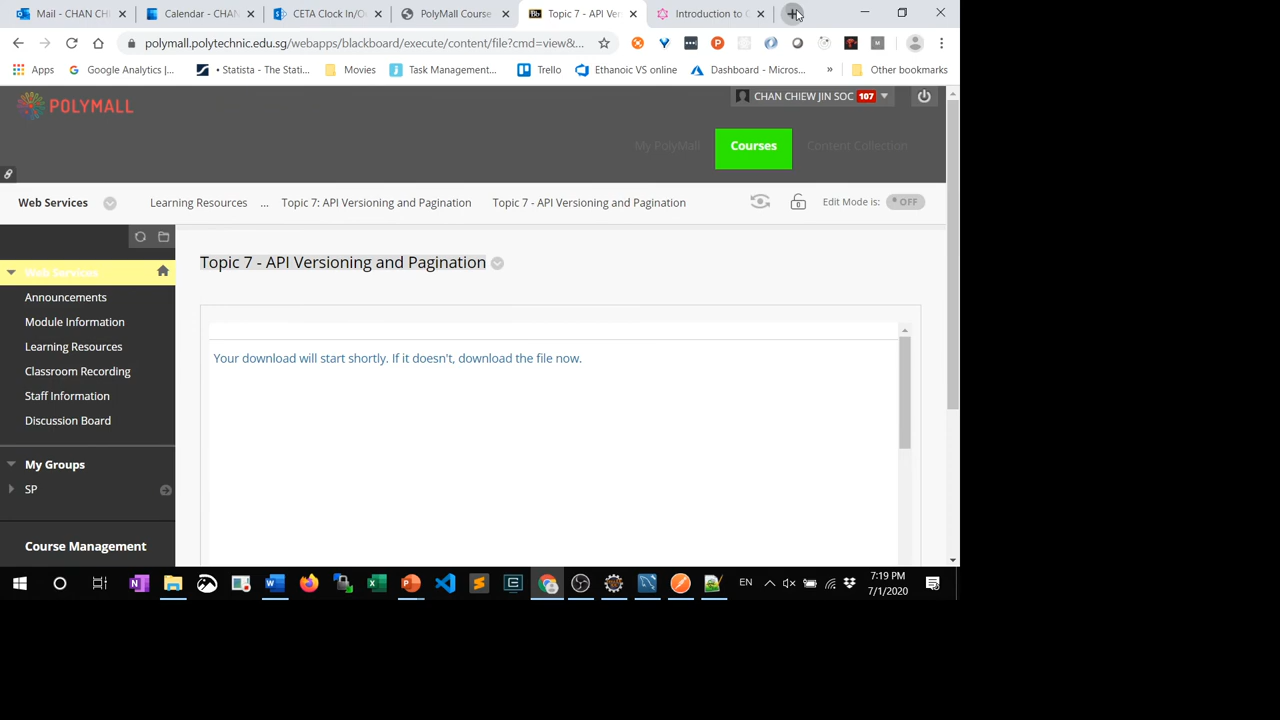 Mail - CHAN CH
Calendar - CHAN
CETA Clock In/O
PolyMall Course
Topic 7 - API Ver
Introduction to
polymall.polytechnic.edu.sg/webapps/blackboard/execute/content/file?cmd=view&...
Apps
Google Analytics |...
• Statista - The Stati...
Movies
Task Management...
Trello
Ethanoic VS online
Dashboard - Micros...
»
Other bookmarks
POLYMALL
CHAN CHIEW JIN SOC 107
My PolyMall
Courses
Content Collection
Web Services
Learning Resources
...
Topic 7: API Versioning and Pagination
Topic 7 - API Versioning and Pagination
Edit Mode is:
OFF
Web Services
Topic 7 - API Versioning and Pagination
Announcements
Module Information
Learning Resources
Your download will start shortly. If it doesn't, download the file now.
Classroom Recording
Staff Information
Discussion Board
My Groups
SP
Course Management
EN
7:19 PM
7/1/2020